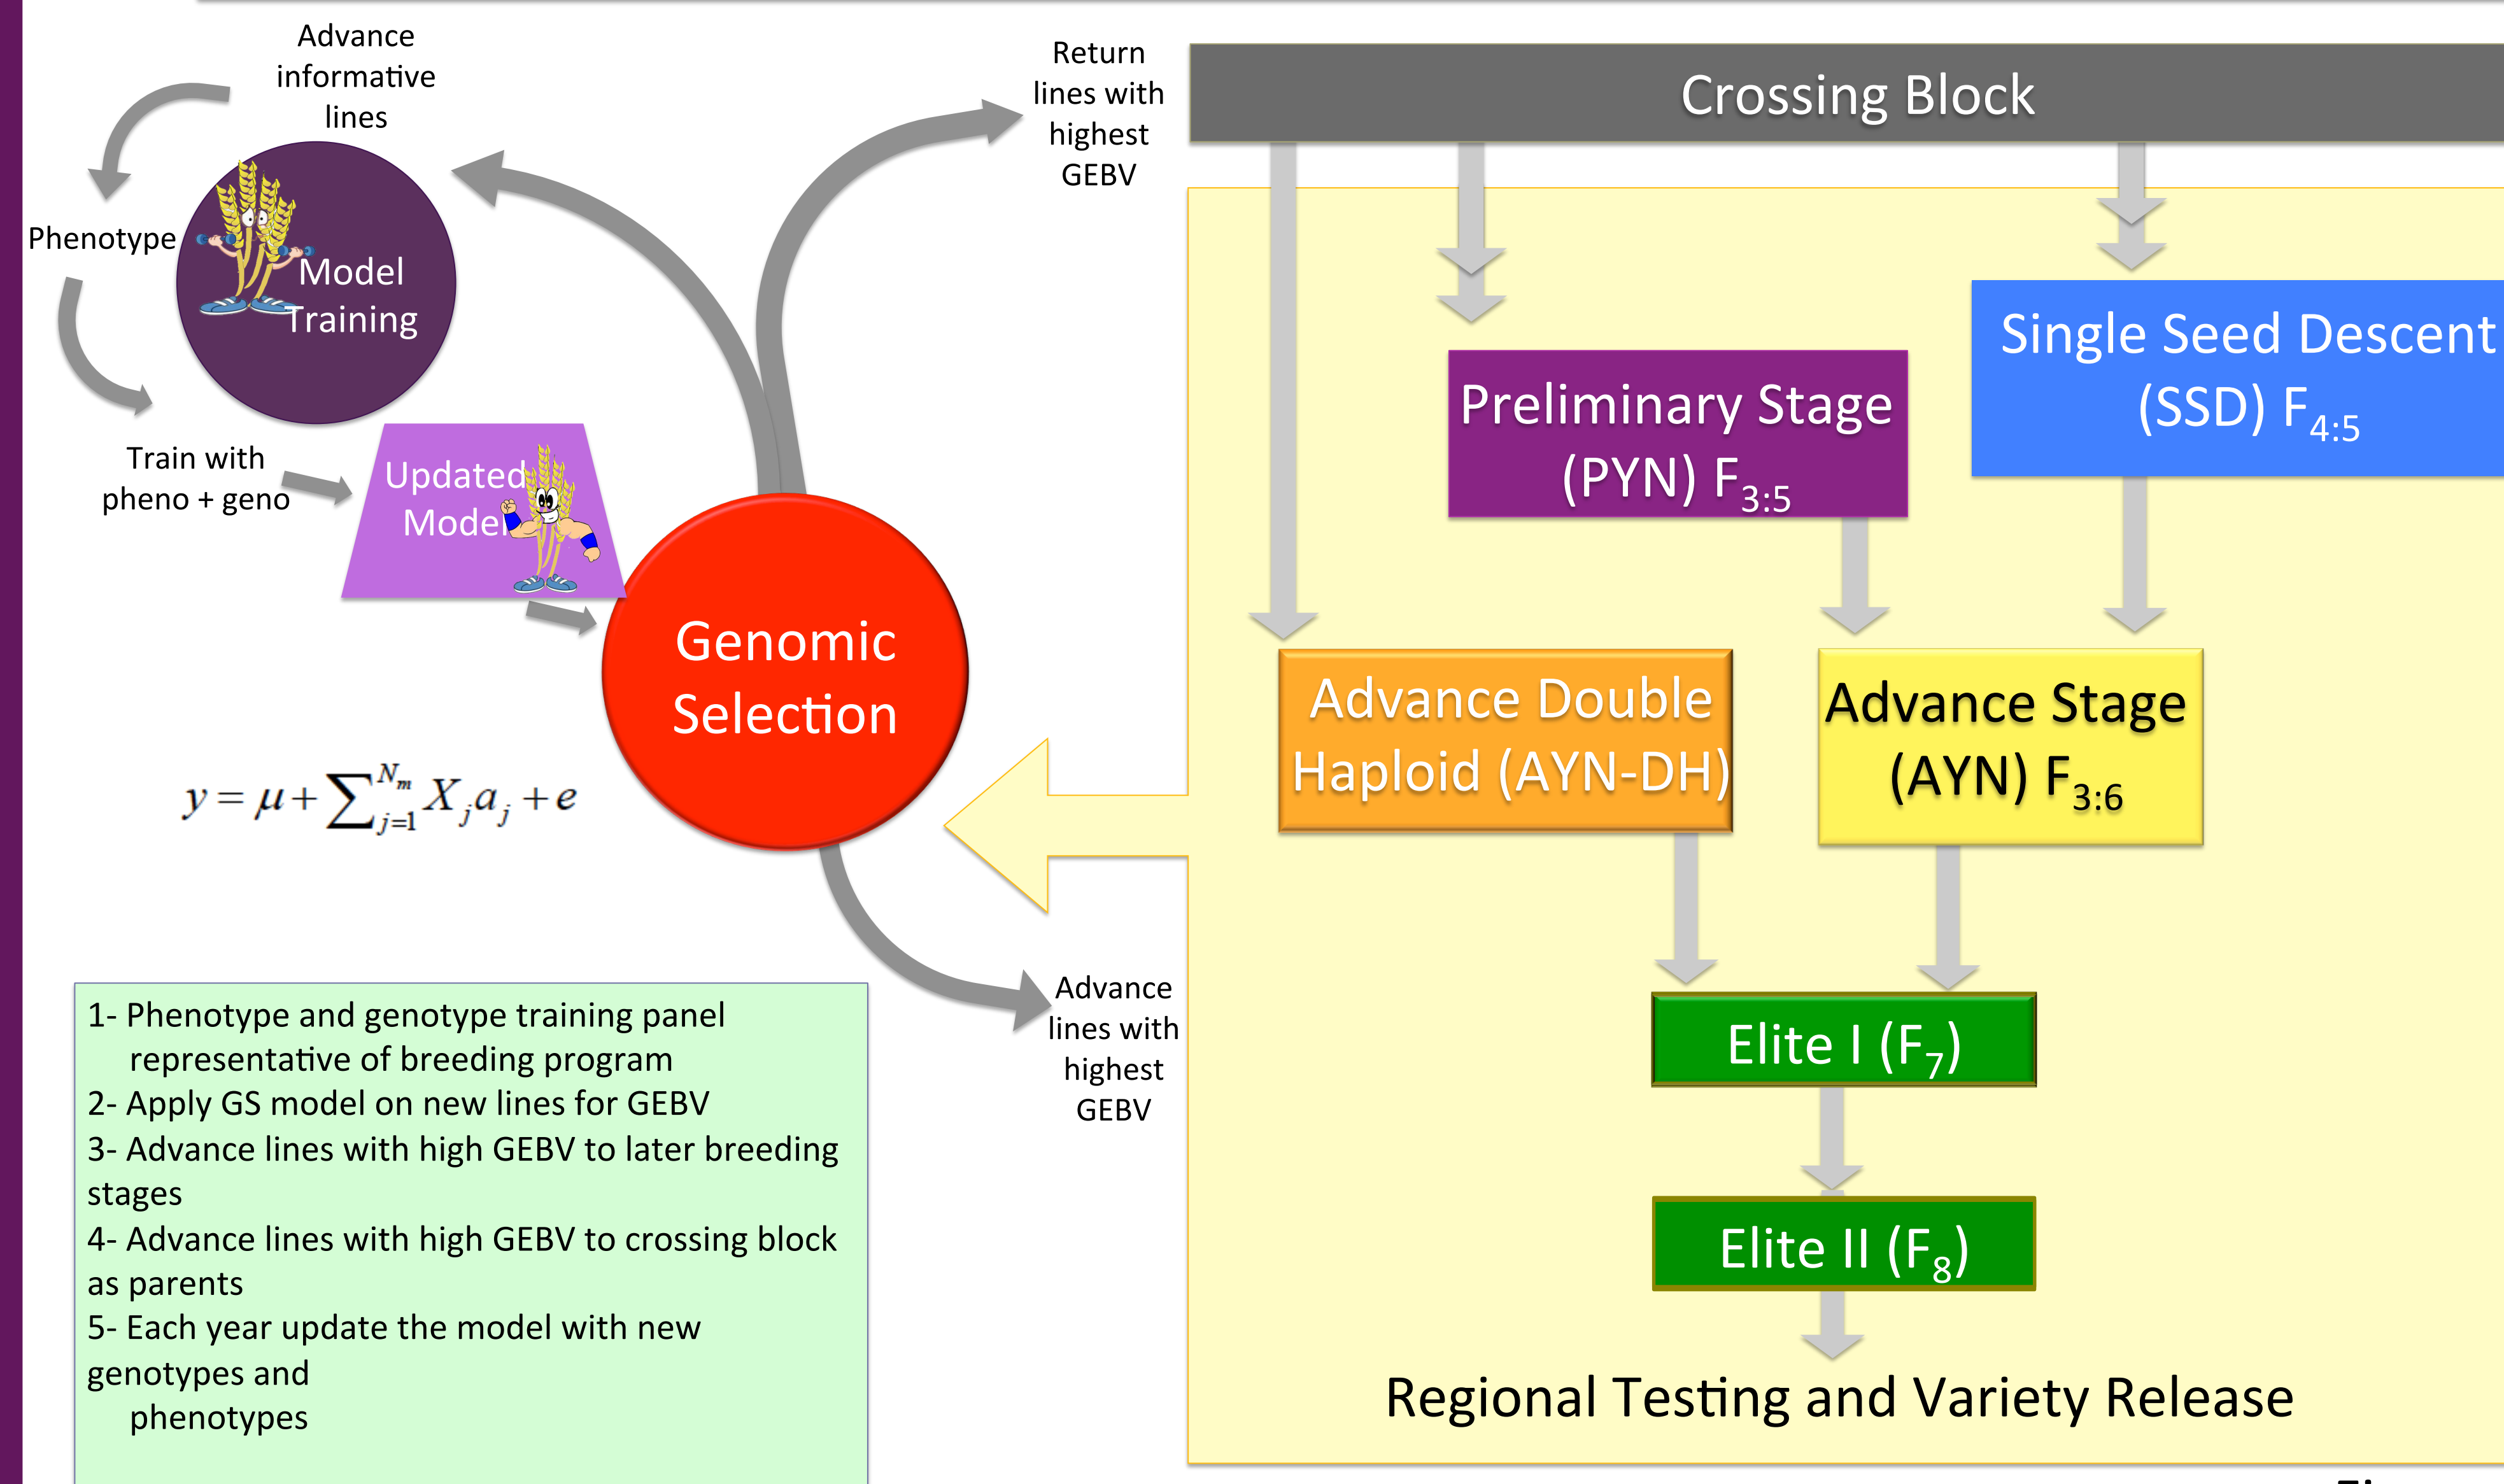 Advance
informative
lines
Phenotype
Model
Training
Train with
pheno + geno
Updated
Model
Genomic
Selection
y = μ + ∑_{j=1}^{N_m} X_j a_j + e
Return
lines with
highest
GEBV
Advance
lines with
highest
GEBV
1- Phenotype and genotype training panel
representative of breeding program
2- Apply GS model on new lines for GEBV
3- Advance lines with high GEBV to later breeding
stages
4- Advance lines with high GEBV to crossing block
as parents
5- Each year update the model with new
genotypes and
phenotypes
Crossing Block
Preliminary Stage
(PYN) F3:5
Single Seed Descent
(SSD) F4:5
Advance Double
Haploid (AYN-DH)
Advance Stage
(AYN) F3:6
Elite I (F7)
Elite II (F8)
Regional Testing and Variety Release